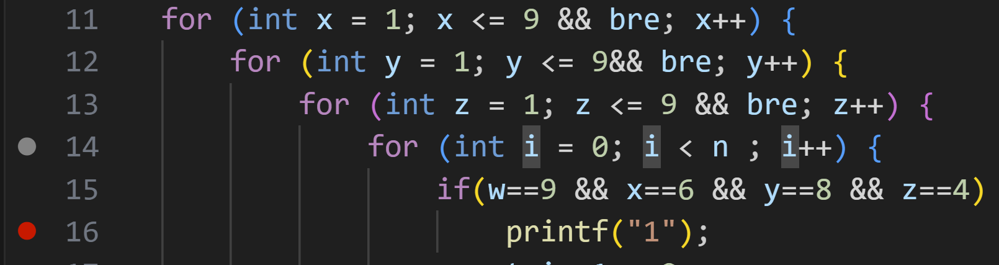 11 for (int x = 1; x <= 9 && bre; x++) {
12 for (int y = 1; y <= 9&& bre; y++) {
13 for (int z = 1; z <= 9 && bre; z++) {
14 for (int i = 0; i < n ; i++) {
15 if(w==9 && x==6 && y==8 && z==4)
16 printf("1");